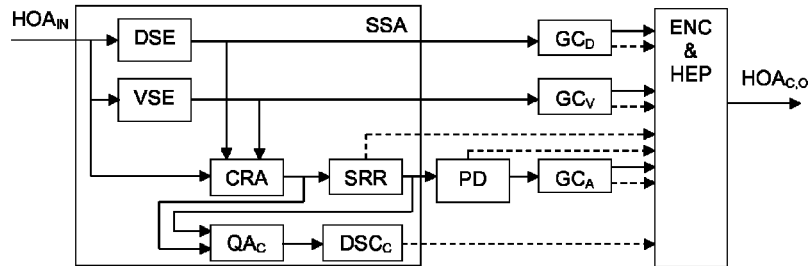 HOA_IN
DSE
SSA
GC_D
ENC
&
HEP
HOA_C,O
VSE
GC_V
CRA
SRR
PD
GC_A
QA_C
DSC_C